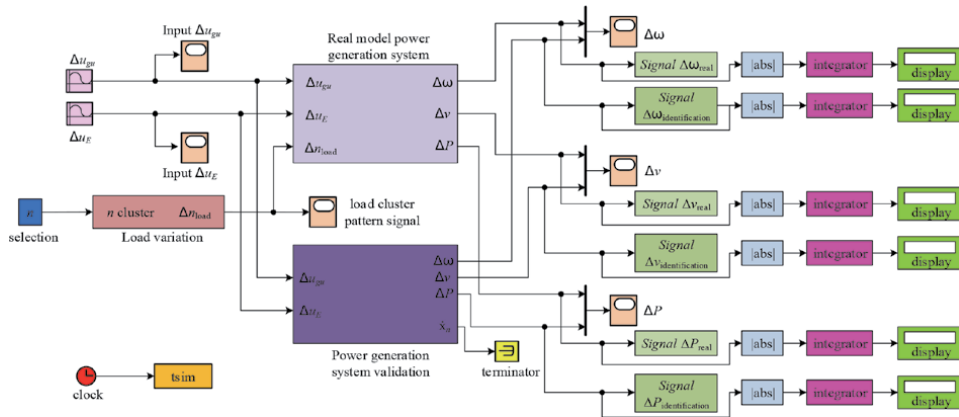 Input Δu_gu
Δu_gu
Δu_E
Input Δu_E
Real model power
generation system
Δu_gu
Δu_E
Δn_load
Δω
Δv
ΔP
n
selection
n cluster Δn_load
Load variation
load cluster
pattern signal
Δu_gu
Δu_E
Δω
Δv
ΔP
ẋ_n
Power generation
system validation
terminator
clock
tsim
Δω
Signal Δω_real
|abs|
integrator
display
Signal
Δω_identification
|abs|
integrator
display
Δv
Signal Δv_real
|abs|
integrator
display
Signal
Δv_identification
|abs|
integrator
display
ΔP
Signal ΔP_real
|abs|
integrator
display
Signal
ΔP_identification
|abs|
integrator
display